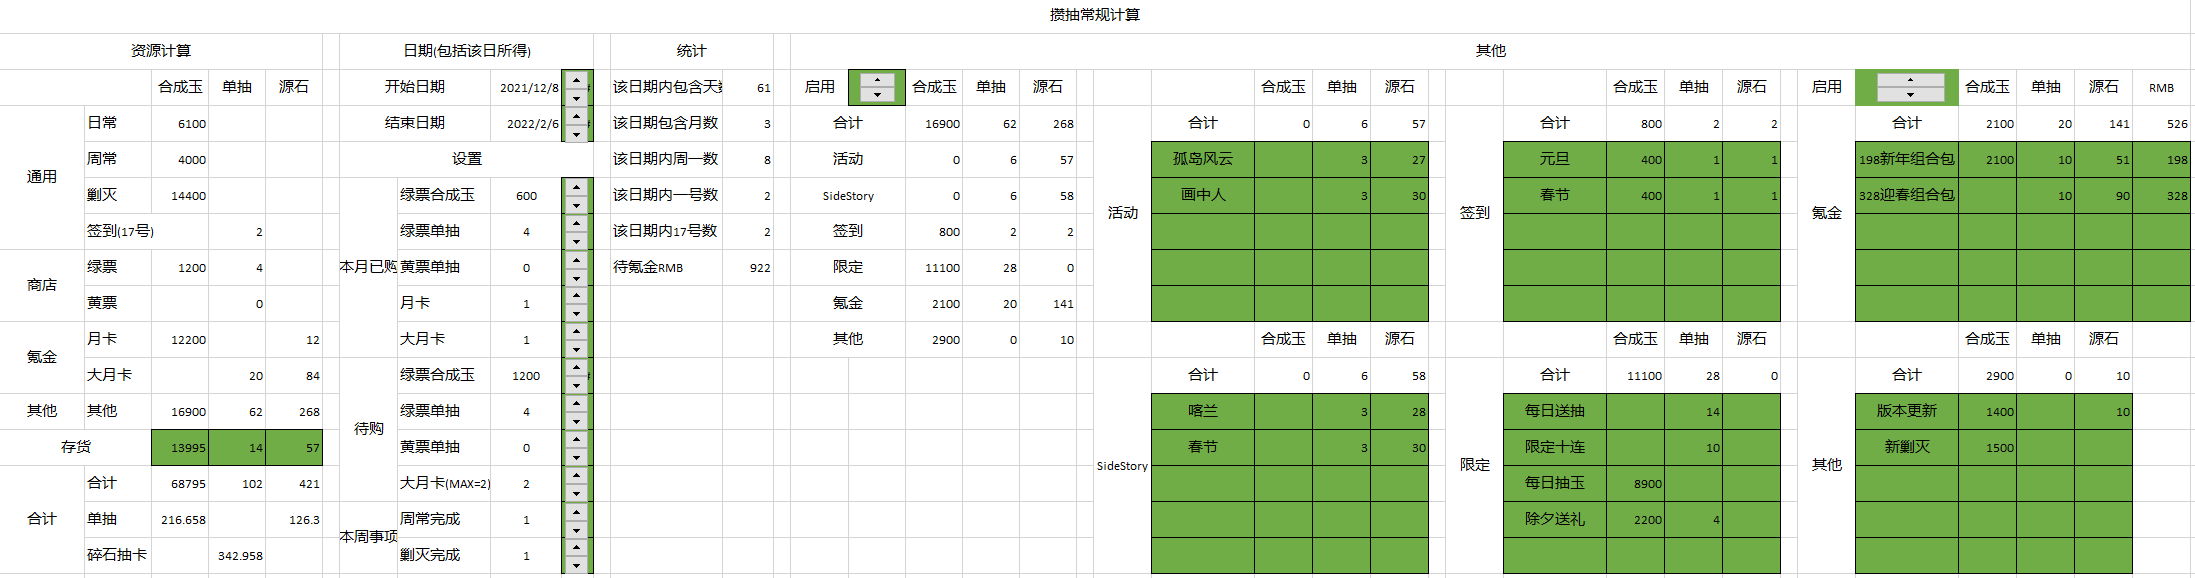 攒抽常规计算
资源计算 日期(包括该日所得) 统计 其他
合成玉 单抽 源石 开始日期 2021/12/8 # 该日期内包含天数 61 启用 合成玉 单抽 源石 合成玉 单抽 源石 合成玉 单抽 源石 启用 合成玉 单抽 源石 RMB
日常 6100 结束日期 2022/2/6 # 该日期包含月数 3 合计 16900 62 268 合计 0 6 57 合计 800 2 2 合计 2100 20 141 526
通用 周常 4000 设置 该日期内周一数 8 活动 0 6 57 孤岛风云 3 27 元旦 400 1 1 198新年组合包 2100 10 51 198
剿灭 14400 绿票合成玉 600 该日期内一号数 2 SideStory 0 6 58 活动 画中人 3 30 签到 春节 400 1 1 氪金 328迎春组合包 10 90 328
签到(17号) 2 绿票单抽 4 该日期内17号数 2 签到 800 2 2
商店 绿票 1200 4 本月已购 黄票单抽 0 待氪金RMB 922 限定 11100 28 0
黄票 0 月卡 1 氪金 2100 20 141
氪金 月卡 12200 12 大月卡 1 其他 2900 0 10 合成玉 单抽 源石 合成玉 单抽 源石 合成玉 单抽 源石
大月卡 20 84 绿票合成玉 1200 # 合计 0 6 58 合计 11100 28 0 合计 2900 0 10
其他 其他 16900 62 268 待购 绿票单抽 4 喀兰 3 28 每日送抽 14 版本更新 1400 10
存货 13995 14 57 黄票单抽 0 SideStory 春节 3 30 限定 限定十连 10 其他 新剿灭 1500
合计 合计 68795 102 421 大月卡(MAX=2) 2 每日抽玉 8900
单抽 216.658 126.3 本周事项 周常完成 1 除夕送礼 2200 4
碎石抽卡 342.958 剿灭完成 1